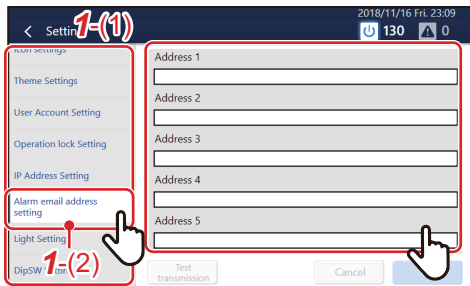 2018/11/16 Fri. 23:09
Settin
1-(1)
130
0
Icon settings
Theme Settings
User Account Setting
Operation lock Setting
IP Address Setting
Alarm email address
setting
Light Setting
DipSW
1-(2)
Address 1
Address 2
Address 3
Address 4
Address 5
Test
transmission
Cancel